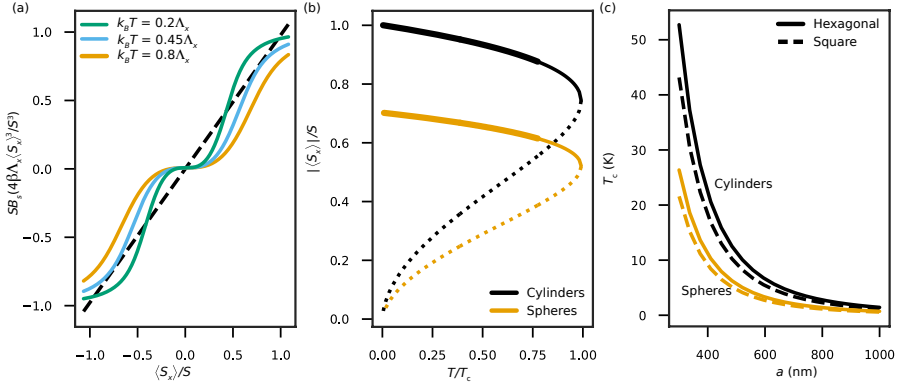 (a)
k_BT = 0.2Λ_x
k_BT = 0.45Λ_x
k_BT = 0.8Λ_x
SB_s(4βΛ_x⟨S_x⟩³/S³)
1.0
0.5
0.0
−0.5
−1.0
−1.0 −0.5 0.0 0.5 1.0
⟨S_x⟩/S
(b)
|⟨S_x⟩|/S
1.0
0.8
0.6
0.4
0.2
0.0
Cylinders
Spheres
0.00 0.25 0.50 0.75 1.00
T/T_c
(c)
Hexagonal
Square
T_c (K)
50
40
30
20
10
0
Cylinders
Spheres
400 600 800 1000
a (nm)